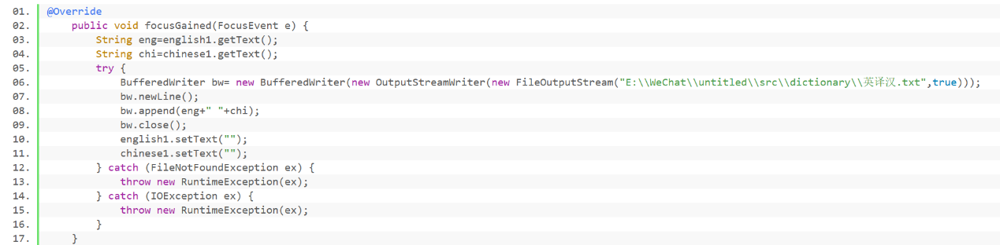 01. @Override
02.     public void focusGained(FocusEvent e) {
03.         String eng=english1.getText();
04.         String chi=chinese1.getText();
05.         try {
06.             BufferedWriter bw= new BufferedWriter(new OutputStreamWriter(new FileOutputStream("E:\\WeChat\\untitled\\src\\dictionary\\英译汉.txt",true)));
07.             bw.newLine();
08.             bw.append(eng+" "+chi);
09.             bw.close();
10.             english1.setText("");
11.             chinese1.setText("");
12.         } catch (FileNotFoundException ex) {
13.             throw new RuntimeException(ex);
14.         } catch (IOException ex) {
15.             throw new RuntimeException(ex);
16.         }
17.     }